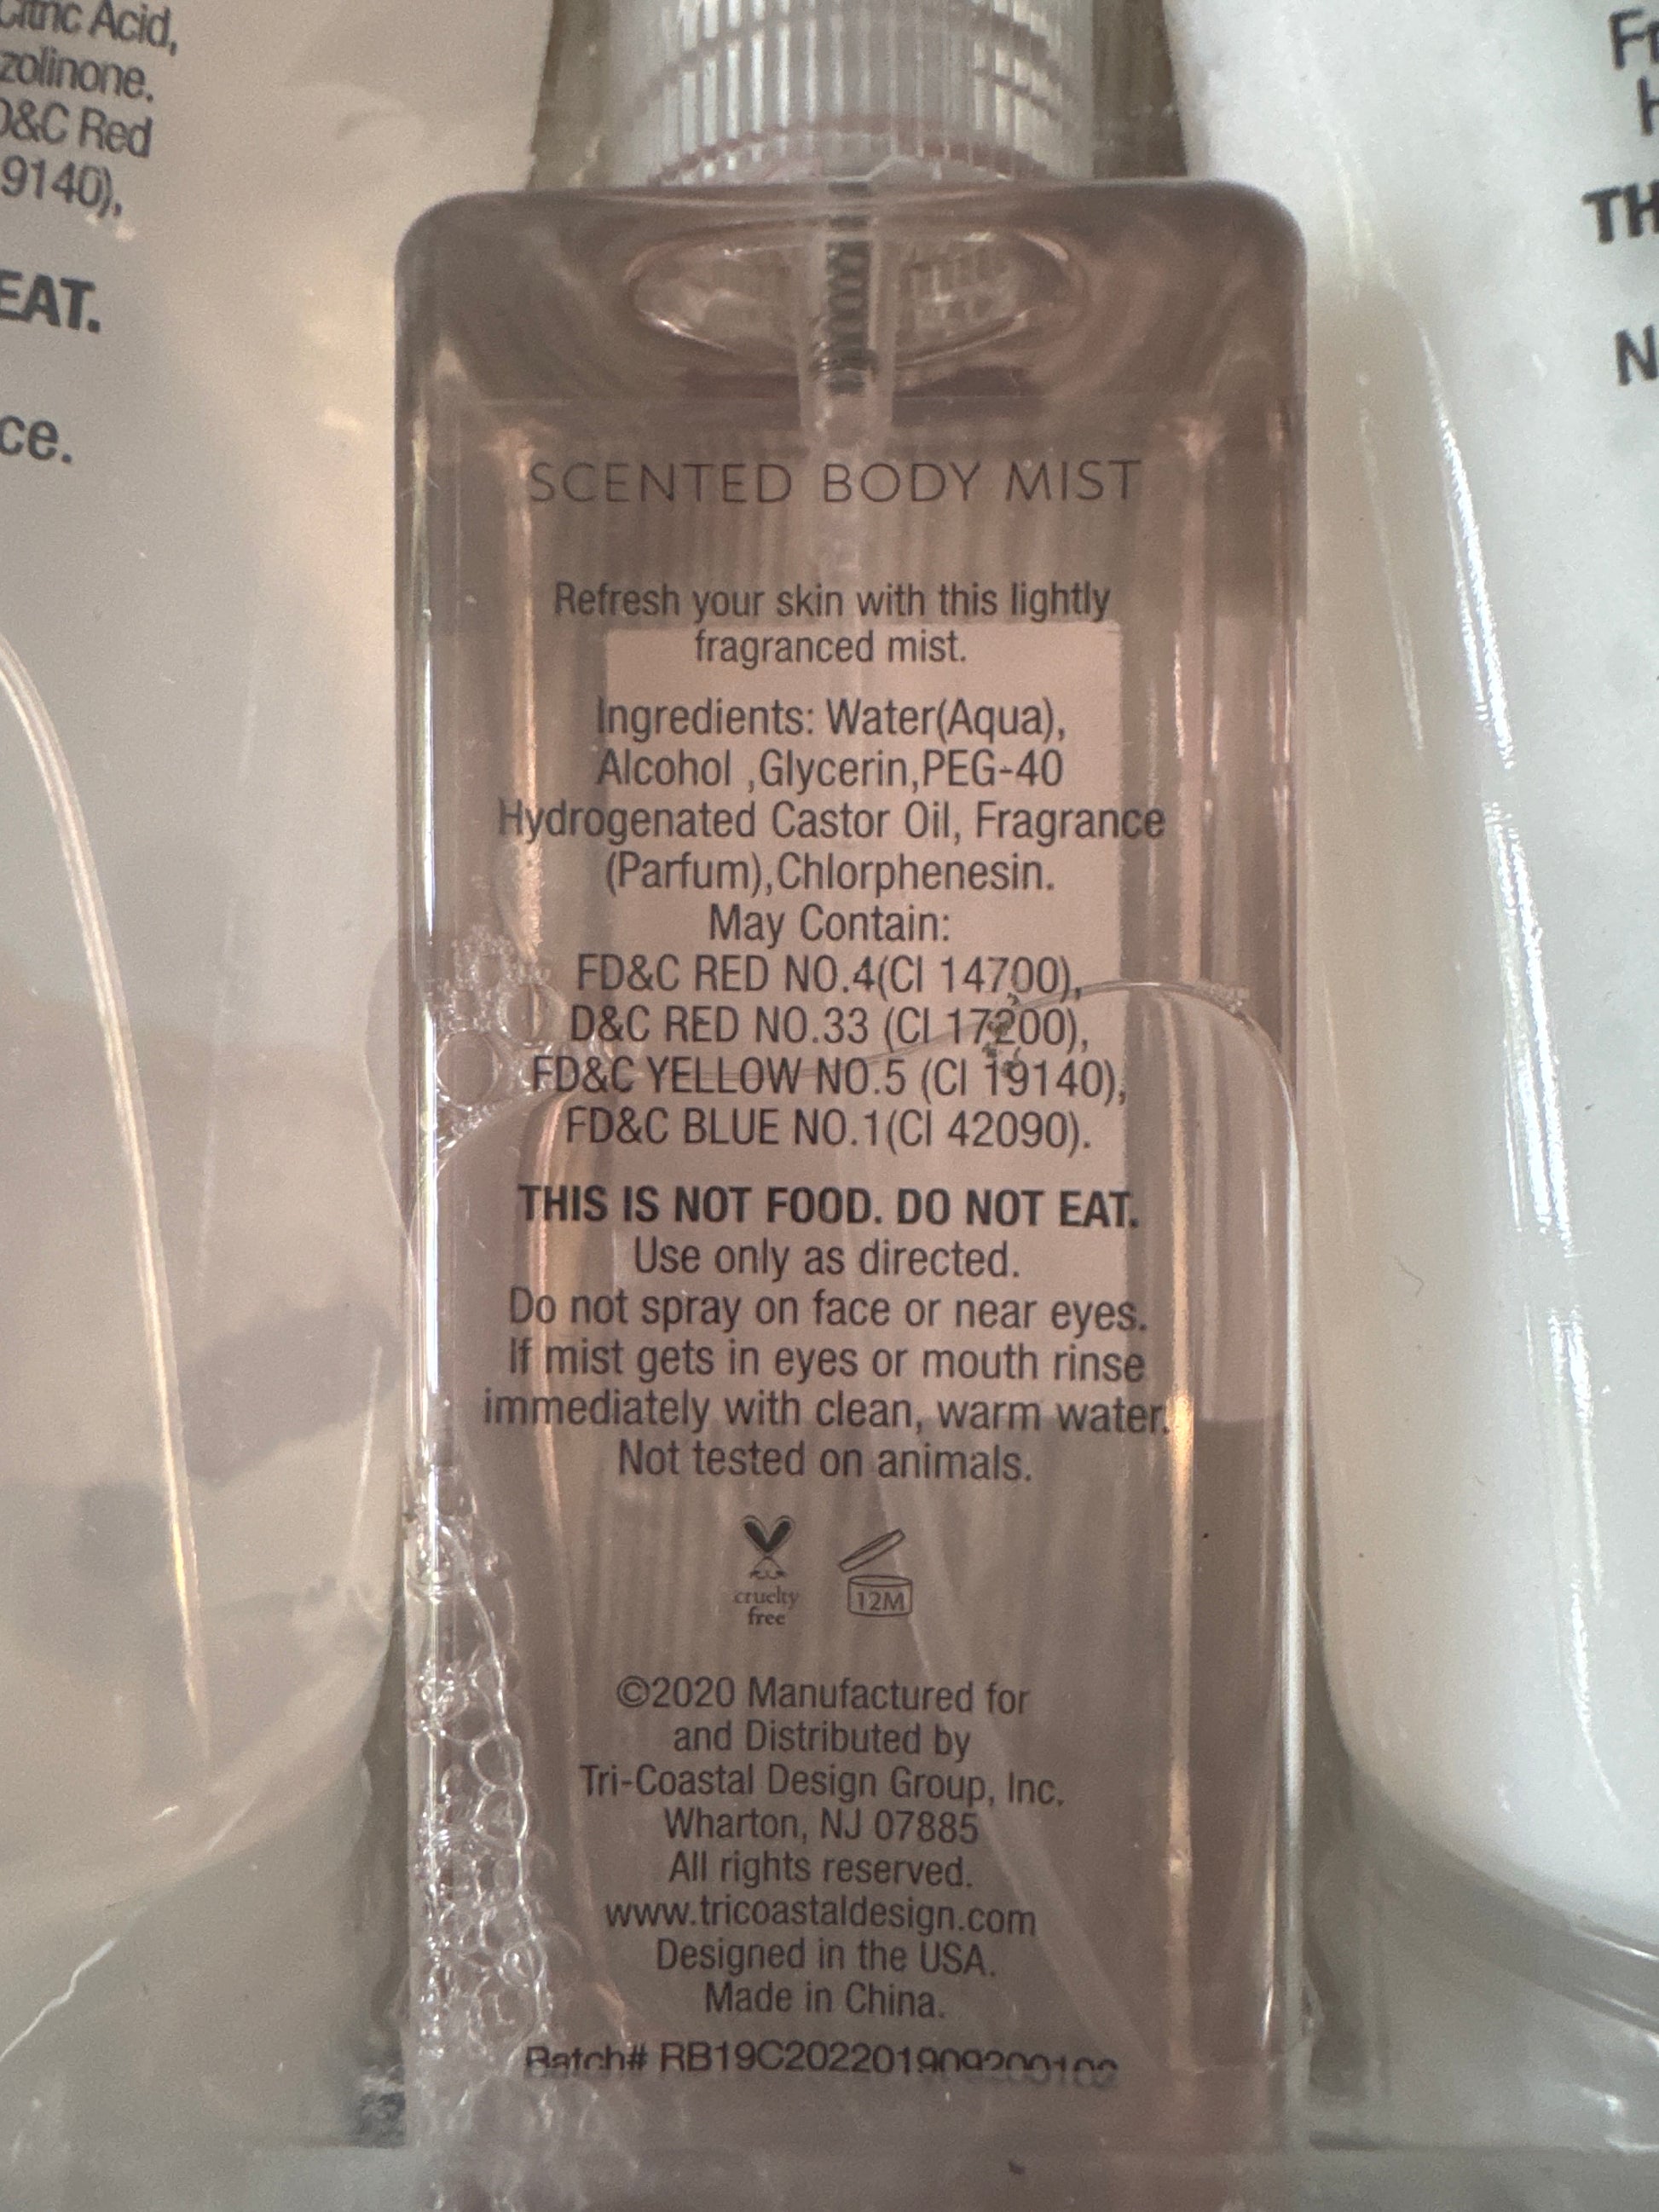 Citric Acid,
zolinone.
D&C Red
9140),
EAT.
ce.
SCENTED BODY MIST
Refresh your skin with this lightly
fragranced mist.
Ingredients: Water(Aqua),
Alcohol ,Glycerin,PEG-40
Hydrogenated Castor Oil, Fragrance
(Parfum),Chlorphenesin.
May Contain:
FD&C RED NO.4(CI 14700),
D&C RED NO.33 (CI 17200),
FD&C YELLOW NO.5 (CI 19140),
FD&C BLUE NO.1(CI 42090).
THIS IS NOT FOOD. DO NOT EAT.
Use only as directed.
Do not spray on face or near eyes.
If mist gets in eyes or mouth rinse
immediately with clean, warm water.
Not tested on animals.
cruelty
free
12M
©2020 Manufactured for
and Distributed by
Tri-Coastal Design Group, Inc.
Wharton, NJ 07885
All rights reserved.
www.tricoastaldesign.com
Designed in the USA.
Made in China.
Batch# RB19C202201909200102
Fr
H
TH
N